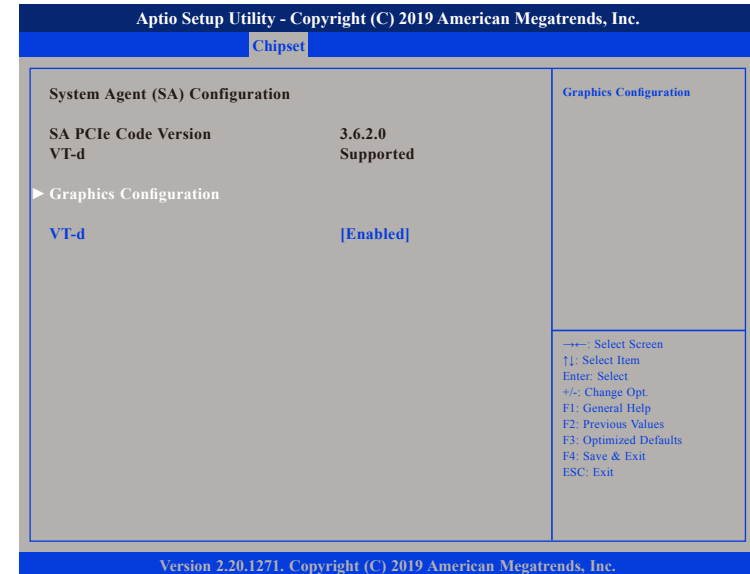 Aptio Setup Utility - Copyright (C) 2019 American Megatrends, Inc.
Chipset
System Agent (SA) Configuration
SA PCIe Code Version 3.6.2.0
VT-d Supported
► Graphics Configuration
VT-d [Enabled]
Graphics Configuration
→←: Select Screen
↑↓: Select Item
Enter: Select
+/-: Change Opt.
F1: General Help
F2: Previous Values
F3: Optimized Defaults
F4: Save & Exit
ESC: Exit
Version 2.20.1271. Copyright (C) 2019 American Megatrends, Inc.